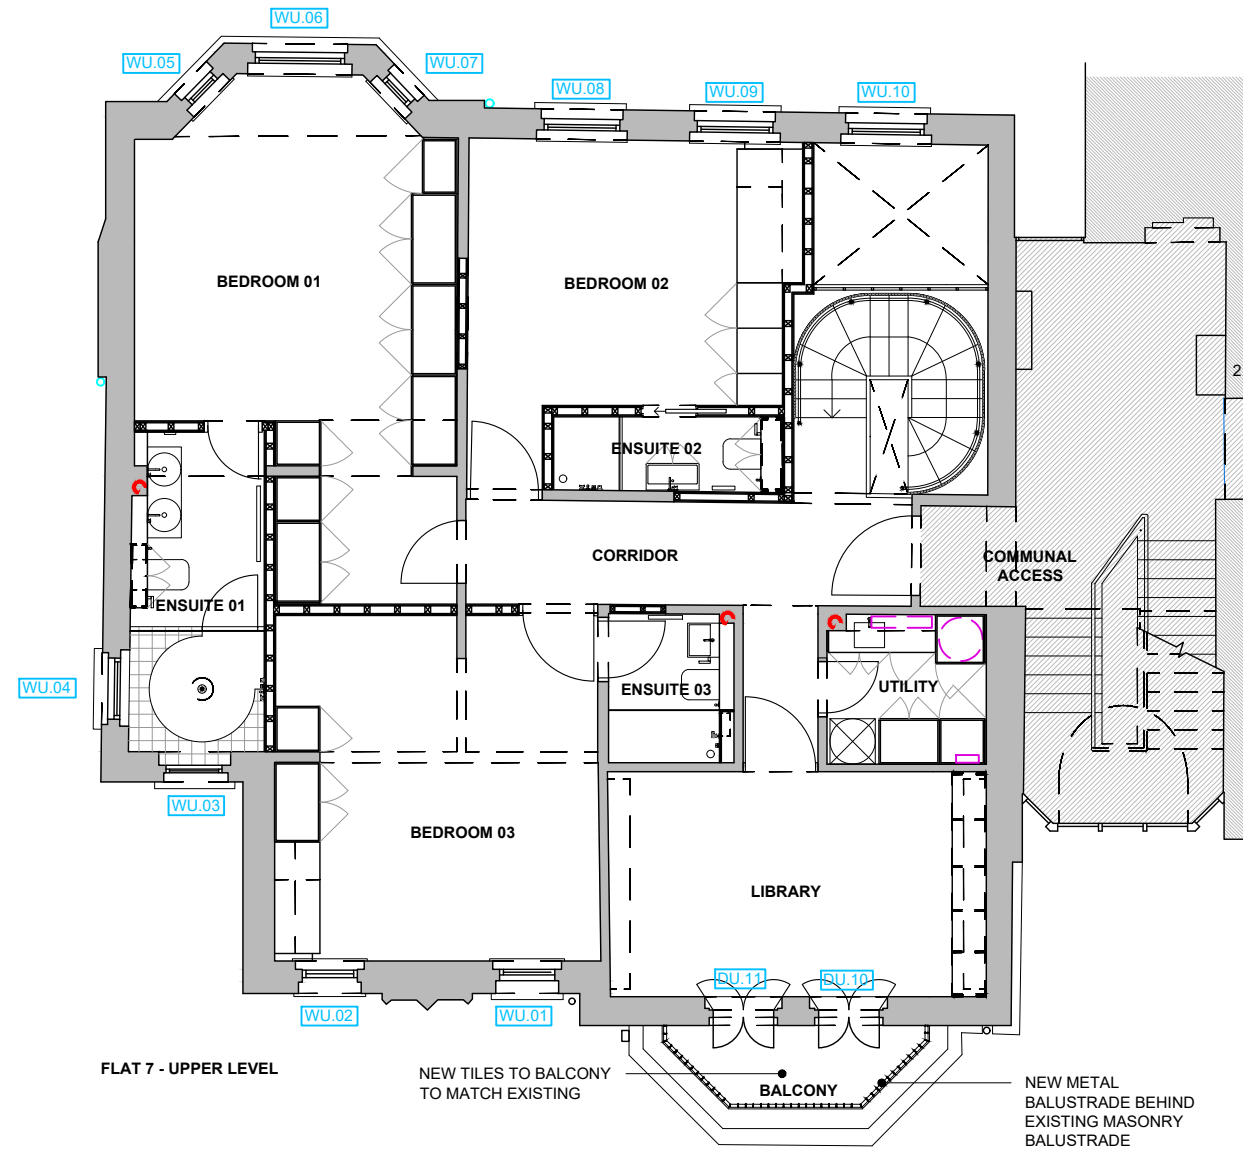 WU.06
WU.05
WU.07
WU.08
WU.09
WU.10
BEDROOM 01
BEDROOM 02
2
ENSUITE 02
CORRIDOR
COMMUNAL
ACCESS
ENSUITE 01
WU.04
ENSUITE 03
UTILITY
WU.03
BEDROOM 03
LIBRARY
DU.11
DU.10
WU.02
WU.01
FLAT 7 - UPPER LEVEL
NEW TILES TO BALCONY
TO MATCH EXISTING
BALCONY
NEW METAL
BALUSTRADE BEHIND
EXISTING MASONRY
BALUSTRADE